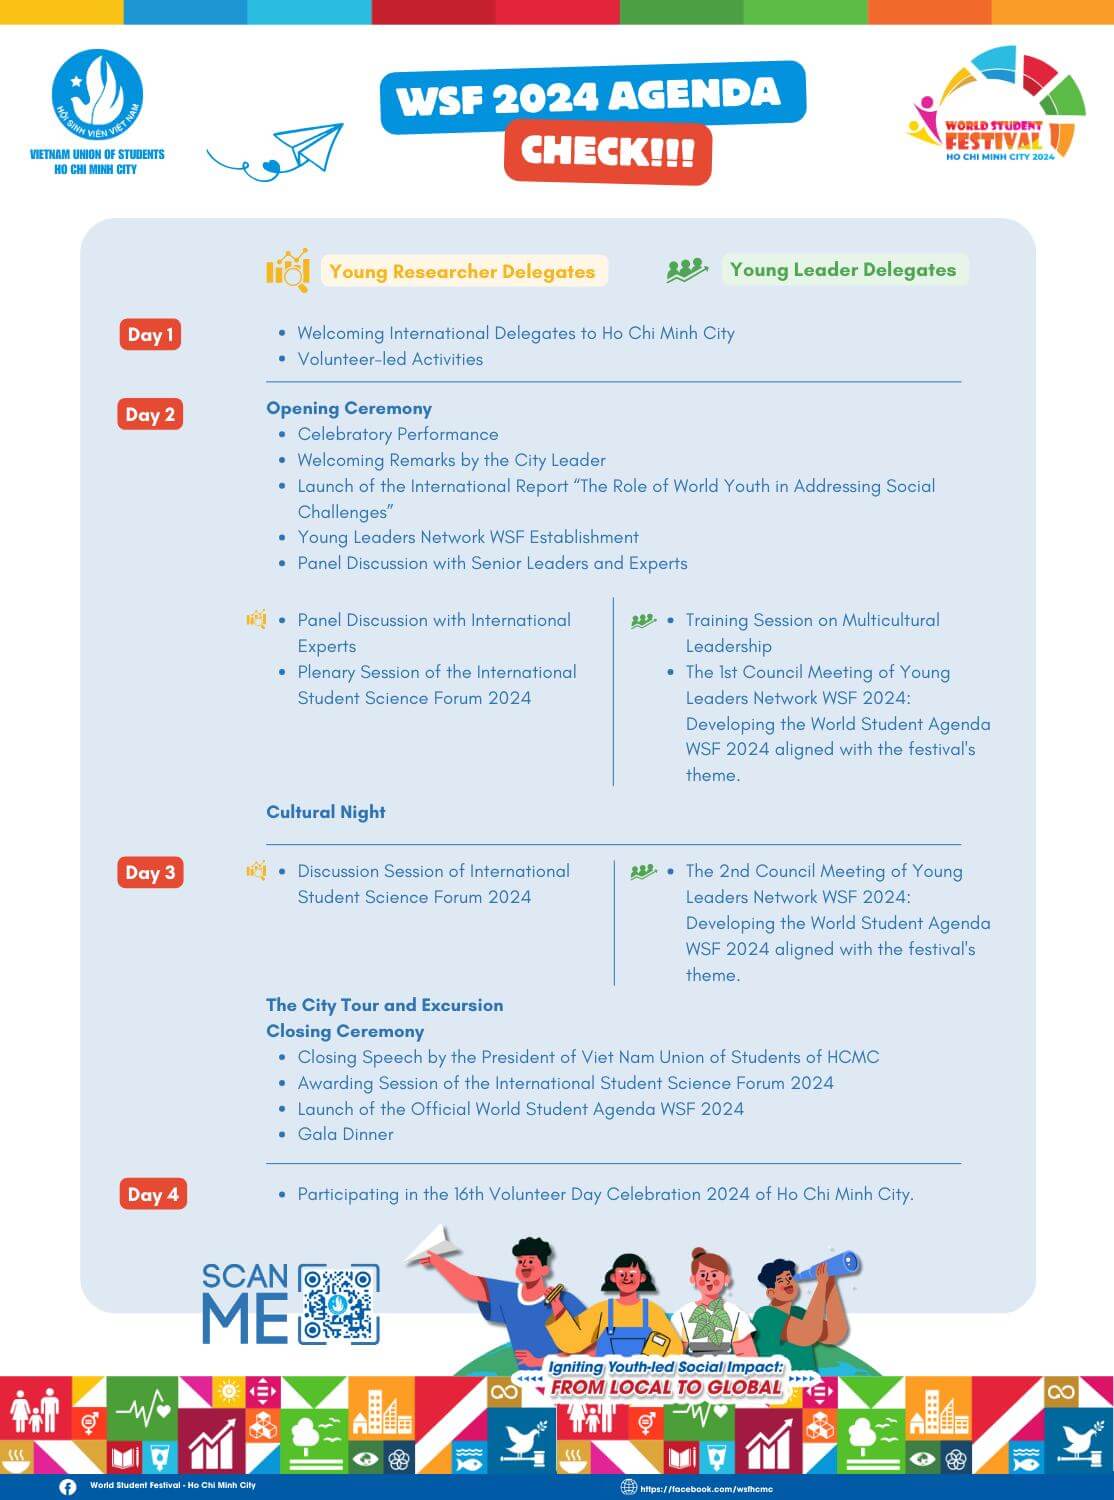 HỘI SINH VIÊN VIỆT NAM
VIETNAM UNION OF STUDENTS
HO CHI MINH CITY
WSF 2024 AGENDA
CHECK!!!
WORLD STUDENT
FESTIVAL
HO CHI MINH CITY 2024
Young Researcher Delegates
Young Leader Delegates
Day 1
• Welcoming International Delegates to Ho Chi Minh City
• Volunteer-led Activities
Day 2
Opening Ceremony
• Celebratory Performance
• Welcoming Remarks by the City Leader
• Launch of the International Report “The Role of World Youth in Addressing Social
Challenges”
• Young Leaders Network WSF Establishment
• Panel Discussion with Senior Leaders and Experts
• Panel Discussion with International
Experts
• Plenary Session of the International
Student Science Forum 2024
• Training Session on Multicultural
Leadership
• The 1st Council Meeting of Young
Leaders Network WSF 2024:
Developing the World Student Agenda
WSF 2024 aligned with the festival's
theme.
Cultural Night
Day 3
• Discussion Session of International
Student Science Forum 2024
• The 2nd Council Meeting of Young
Leaders Network WSF 2024:
Developing the World Student Agenda
WSF 2024 aligned with the festival's
theme.
The City Tour and Excursion
Closing Ceremony
• Closing Speech by the President of Viet Nam Union of Students of HCMC
• Awarding Session of the International Student Science Forum 2024
• Launch of the Official World Student Agenda WSF 2024
• Gala Dinner
Day 4
• Participating in the 16th Volunteer Day Celebration 2024 of Ho Chi Minh City.
SCAN
ME
Igniting Youth-led Social Impact:
FROM LOCAL TO GLOBAL
World Student Festival - Ho Chi Minh City
https://facebook.com/wsfhcmc